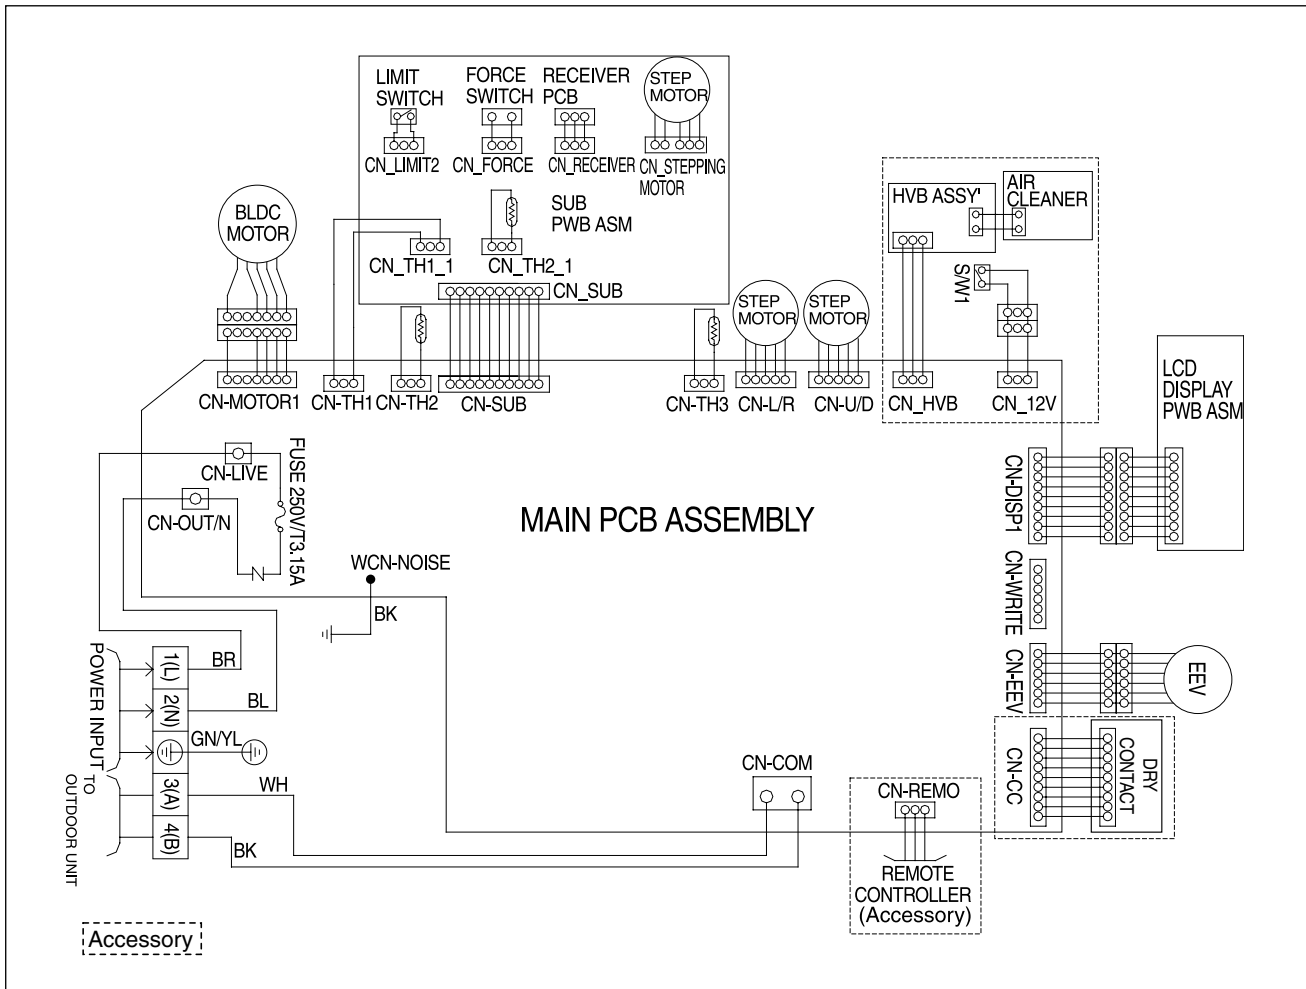 LIMIT
SWITCH
FORCE
SWITCH
RECEIVER
PCB
STEP
MOTOR
CN_LIMIT2
CN_FORCE
CN_RECEIVER
CN_STEPPING
MOTOR
SUB
PWB ASM
CN_TH1_1
CN_TH2_1
CN_SUB
BLDC
MOTOR
HVB ASSY'
AIR
CLEANER
S/W1
STEP
MOTOR
STEP
MOTOR
CN-MOTOR1
CN-TH1
CN-TH2
CN-SUB
CN-TH3
CN-L/R
CN-U/D
CN_HVB
CN_12V
LCD
DISPLAY
PWB ASM
CN-LIVE
CN-OUT/N
FUSE 250V/T3.15A
N
MAIN PCB ASSEMBLY
CN-DISP1
CN-WRITE
CN-EEV
EEV
CN-CC
DRY
CONTACT
WCN-NOISE
BK
POWER INPUT
1(L)
BR
2(N)
BL
GN/YL
TO
OUTDOOR UNIT
3(A)
WH
4(B)
BK
CN-COM
CN-REMO
REMOTE
CONTROLLER
(Accessory)
Accessory